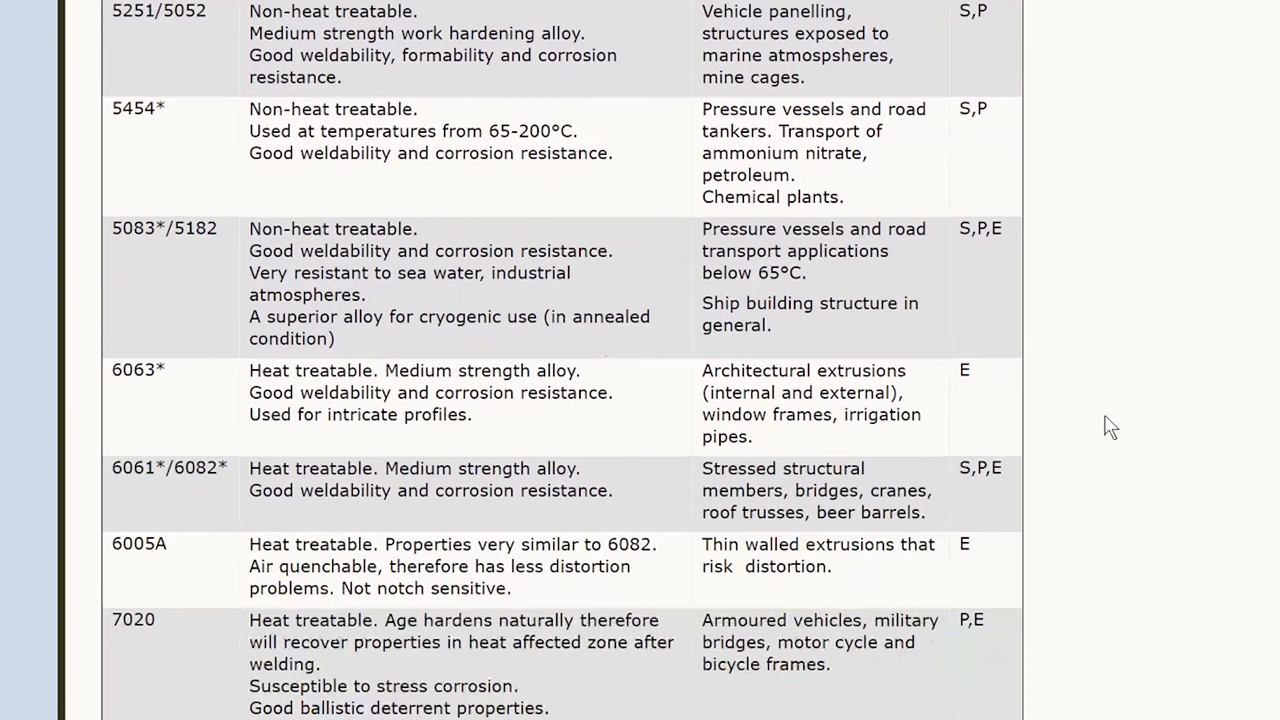 5251/5052 Non-heat treatable. Vehicle panelling, S,P
Medium strength work hardening alloy. structures exposed to
Good weldability, formability and corrosion marine atmospsheres,
resistance. mine cages.
5454* Non-heat treatable. Pressure vessels and road S,P
Used at temperatures from 65-200°C. tankers. Transport of
Good weldability and corrosion resistance. ammonium nitrate,
petroleum.
Chemical plants.
5083*/5182 Non-heat treatable. Pressure vessels and road S,P,E
Good weldability and corrosion resistance. transport applications
Very resistant to sea water, industrial below 65°C.
atmospheres.
Ship building structure in
A superior alloy for cryogenic use (in annealed general.
condition)
6063* Heat treatable. Medium strength alloy. Architectural extrusions E
Good weldability and corrosion resistance. (internal and external),
Used for intricate profiles. window frames, irrigation
pipes.
6061*/6082* Heat treatable. Medium strength alloy. Stressed structural S,P,E
Good weldability and corrosion resistance. members, bridges, cranes,
roof trusses, beer barrels.
6005A Heat treatable. Properties very similar to 6082. Thin walled extrusions that E
Air quenchable, therefore has less distortion risk distortion.
problems. Not notch sensitive.
7020 Heat treatable. Age hardens naturally therefore Armoured vehicles, military P,E
will recover properties in heat affected zone after bridges, motor cycle and
welding. bicycle frames.
Susceptible to stress corrosion.
Good ballistic deterrent properties.